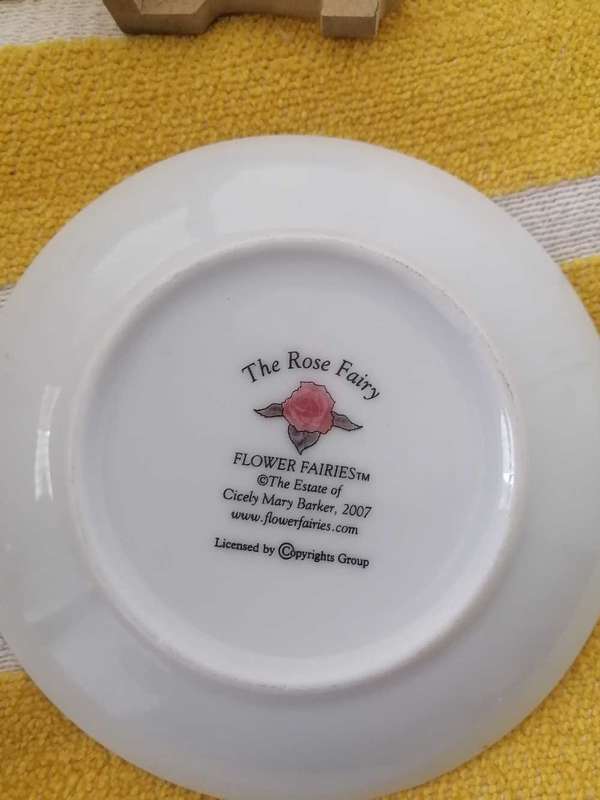 The Rose Fairy
FLOWER FAIRIES™
©The Estate of
Cicely Mary Barker, 2007
www.flowerfairies.com
Licensed by ©opyrights Group